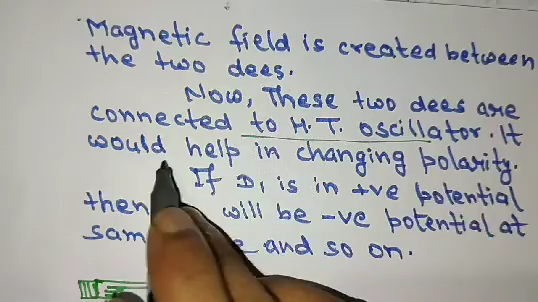 Magnetic field is created between
the two dees.
Now, These two dees are
connected to H.T. oscillator. It
would help in changing polarity.
If D1 is in +ve potential
then will be -ve potential at
and so on.